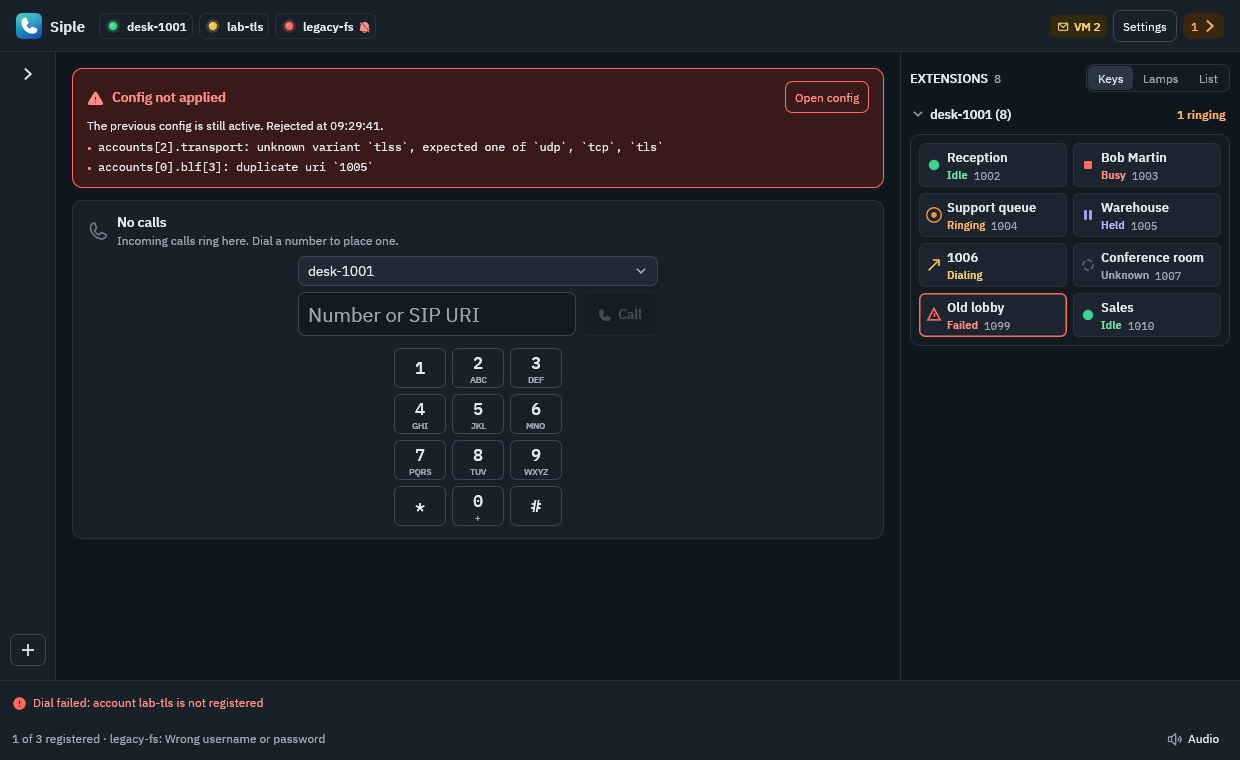 Siple
desk-1001
lab-tls
legacy-fs
VM 2
Settings
1
Config not applied
Open config
The previous config is still active. Rejected at 09:29:41.
• accounts[2].transport: unknown variant `tlss`, expected one of `udp`, `tcp`, `tls`
• accounts[0].blf[3]: duplicate uri `1005`
No calls
Incoming calls ring here. Dial a number to place one.
desk-1001
Number or SIP URI
Call
1
2
ABC
3
DEF
4
GHI
5
JKL
6
MNO
7
PQRS
8
TUV
9
WXYZ
*
0
+
#
EXTENSIONS 8
Keys
Lamps
List
desk-1001 (8)
1 ringing
Reception
Idle 1002
Bob Martin
Busy 1003
Support queue
Ringing 1004
Warehouse
Held 1005
1006
Dialing
Conference room
Unknown 1007
Old lobby
Failed 1099
Sales
Idle 1010
Dial failed: account lab-tls is not registered
1 of 3 registered · legacy-fs: Wrong username or password
Audio